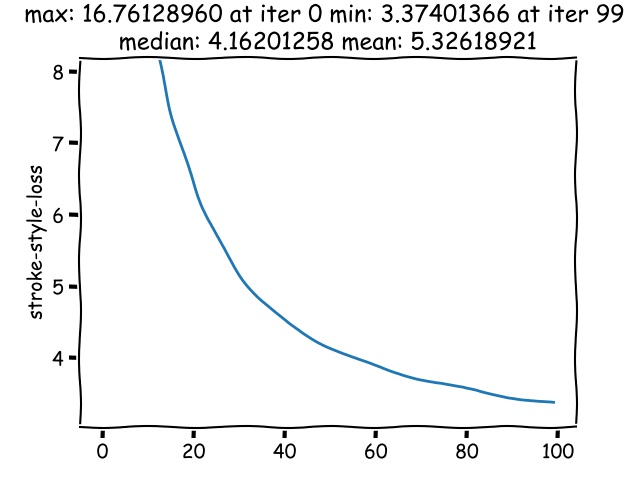 max: 16.76128960 at iter 0 min: 3.37401366 at iter 99
median: 4.16201258 mean: 5.32618921
stroke-style-loss
8
7
6
5
4
0 20 40 60 80 100